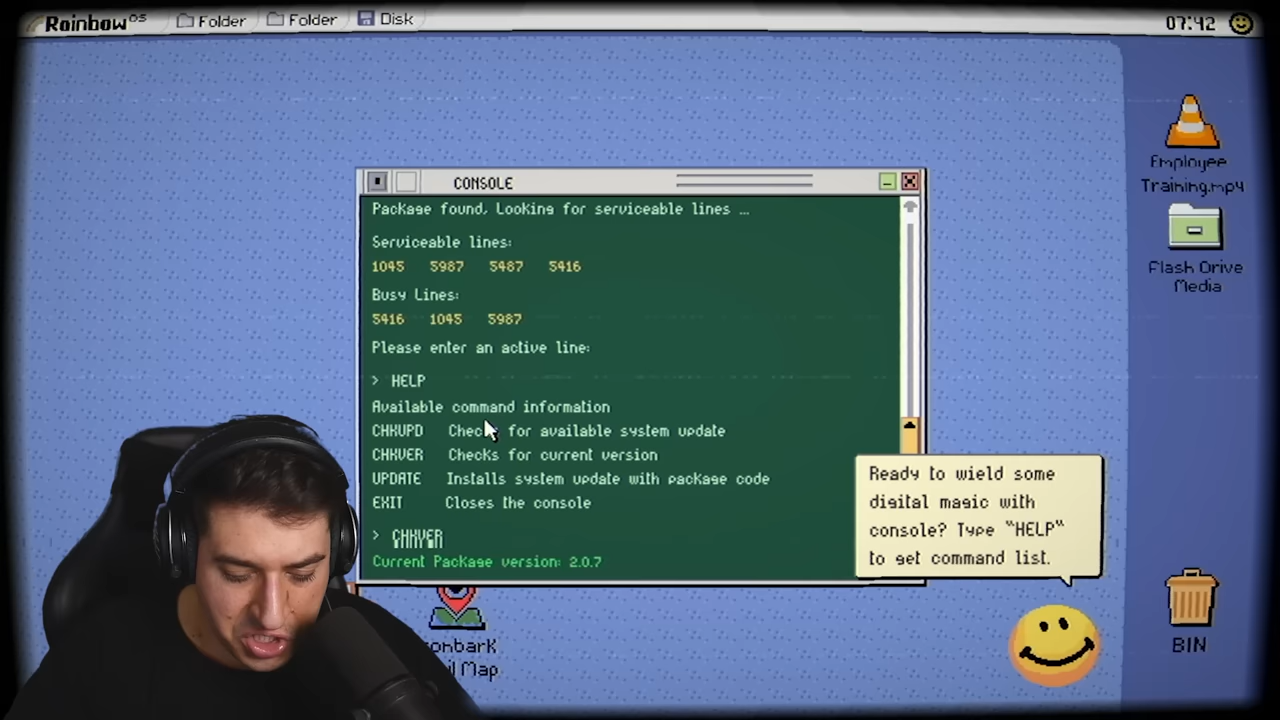 Rainbow OS
Folder
Folder
Disk
07:42
CONSOLE
Package found. Looking for serviceable lines ...
Serviceable lines:
1045 5987 5487 5416
Busy Lines:
5416 1045 5987
Please enter an active line:
> HELP
Available command information
CHKUPD Checks for available system update
CHKVER Checks for current version
UPDATE Installs system update with package code
EXIT Closes the console
> CHKVER
Current Package version: 2.0.7
Employee
Training.mp4
Flash Drive
Media
Ready to wield some
digital magic with
console? Type "HELP"
to get command list.
Map
BIN